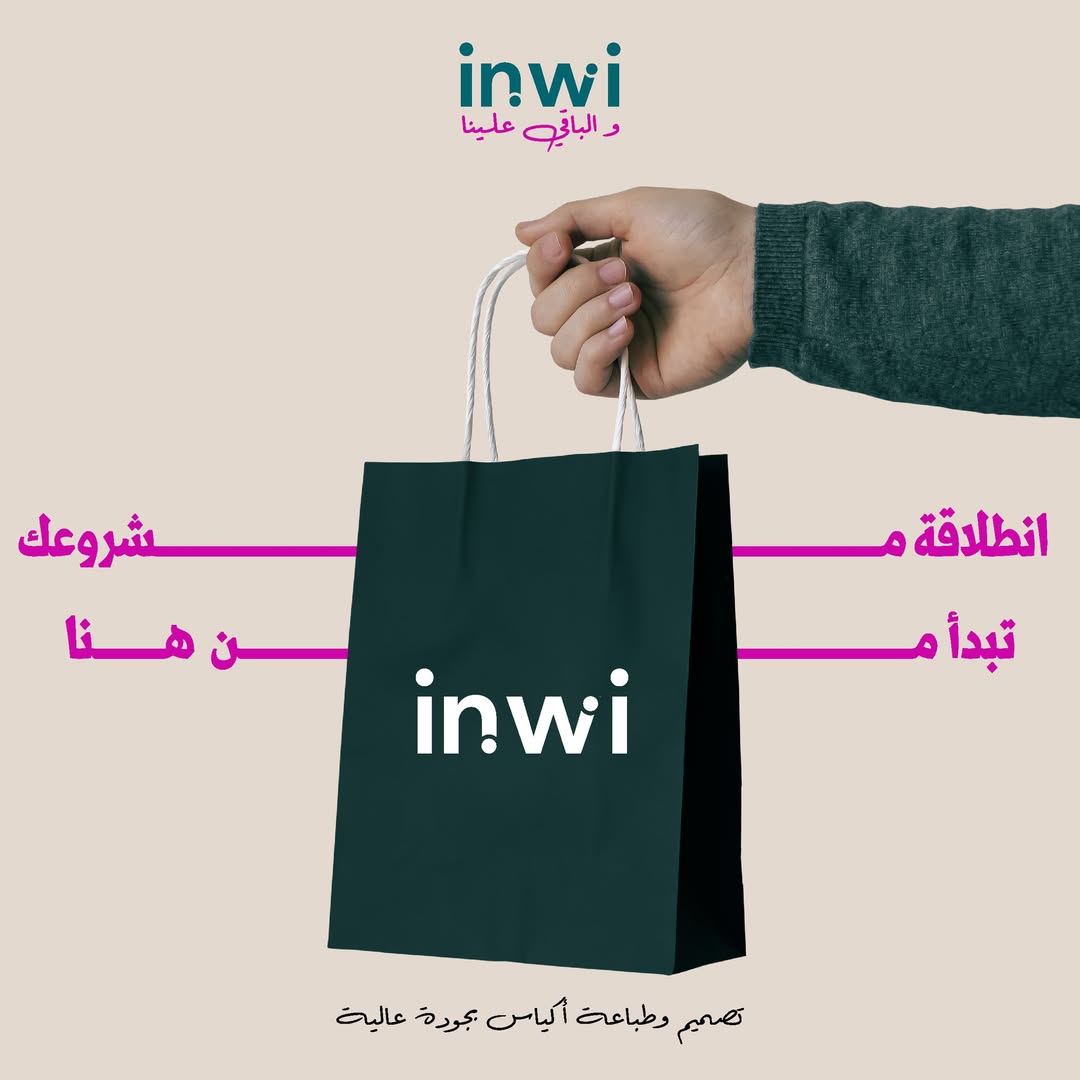 inwi
و الباقي علينا
انطلاقة مشروعك
تبدأ من هنا
inwi
تصميم وطباعة أكياس بجودة عالية